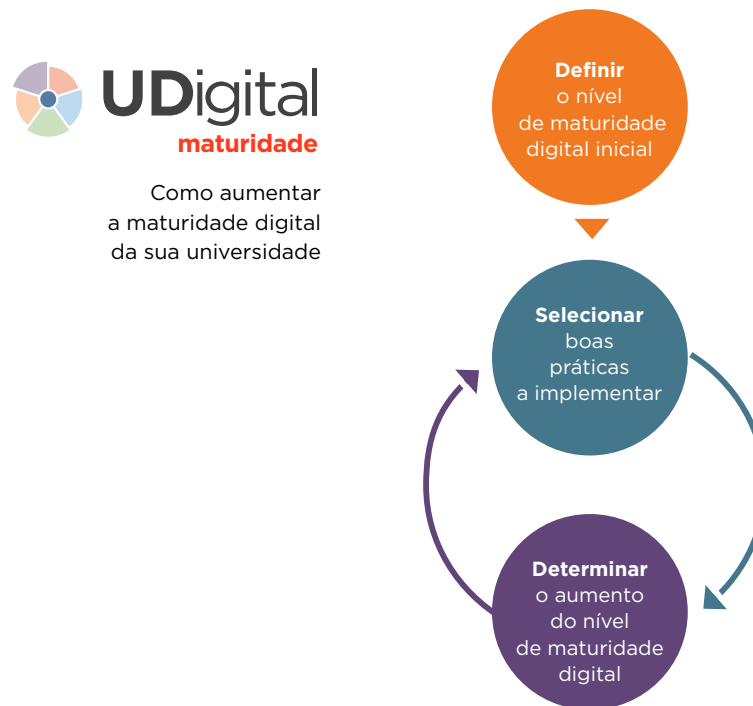 UDigital
maturidade
Como aumentar
a maturidade digital
da sua universidade
Definir
o nível
de maturidade
digital inicial
Selecionar
boas
práticas
a implementar
Determinar
o aumento
do nível
de maturidade
digital